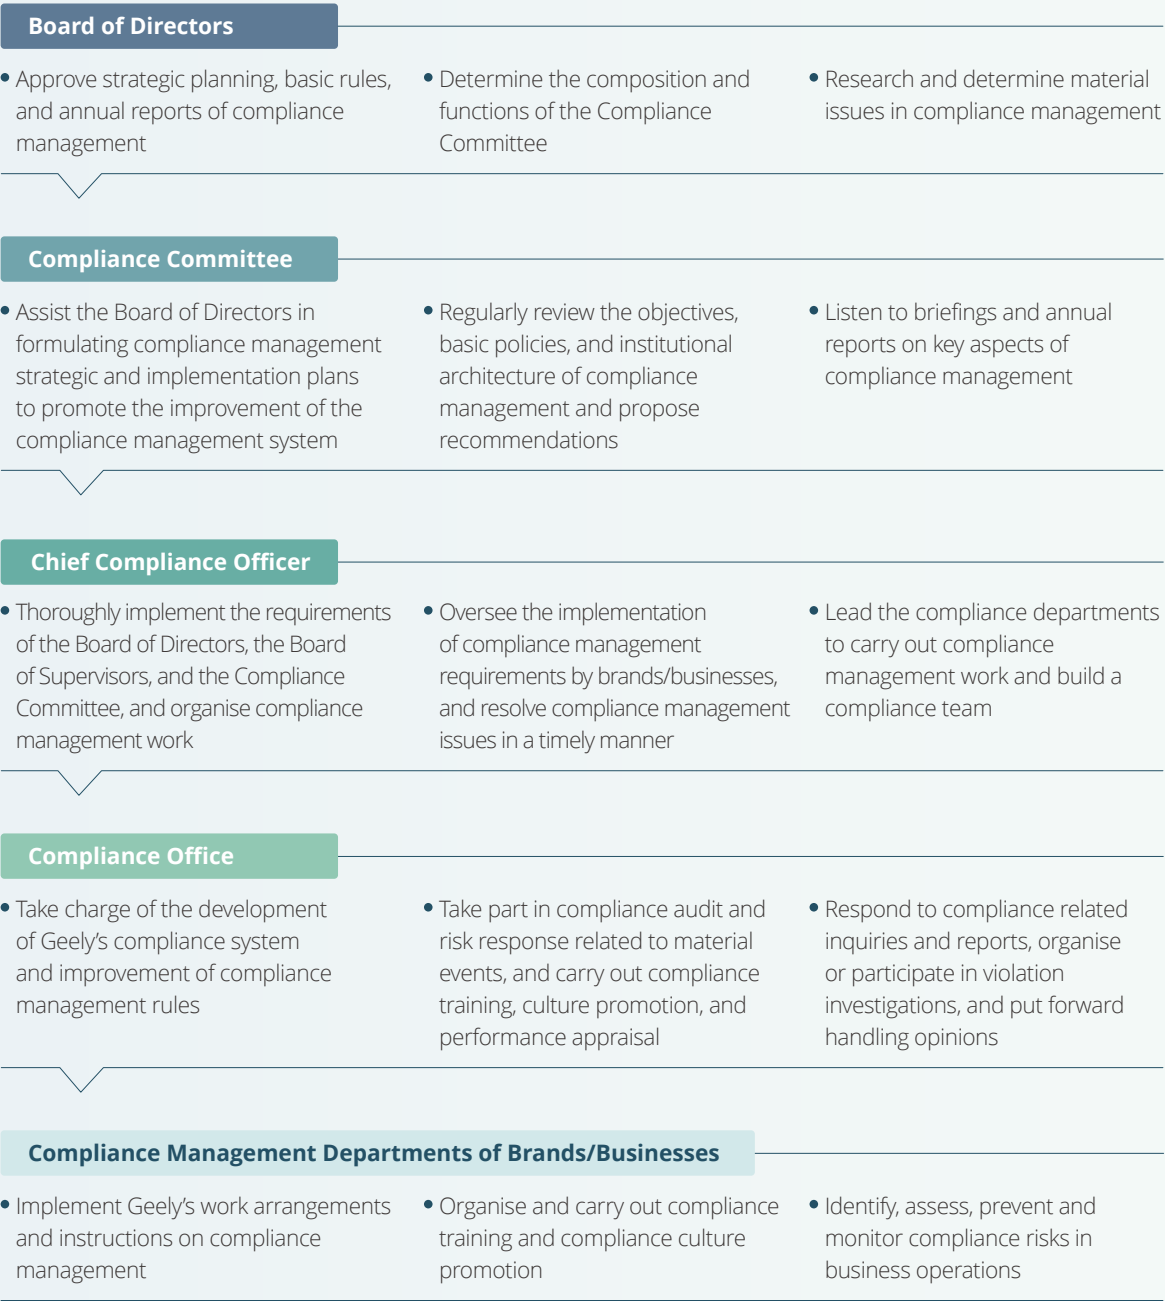 Board of Directors
• Approve strategic planning, basic rules,
and annual reports of compliance
management
• Determine the composition and
functions of the Compliance
Committee
• Research and determine material
issues in compliance management
Compliance Committee
• Assist the Board of Directors in
formulating compliance management
strategic and implementation plans
to promote the improvement of the
compliance management system
• Regularly review the objectives,
basic policies, and institutional
architecture of compliance
management and propose
recommendations
• Listen to briefings and annual
reports on key aspects of
compliance management
Chief Compliance Officer
• Thoroughly implement the requirements
of the Board of Directors, the Board
of Supervisors, and the Compliance
Committee, and organise compliance
management work
• Oversee the implementation
of compliance management
requirements by brands/businesses,
and resolve compliance management
issues in a timely manner
• Lead the compliance departments
to carry out compliance
management work and build a
compliance team
Compliance Office
• Take charge of the development
of Geely’s compliance system
and improvement of compliance
management rules
• Take part in compliance audit and
risk response related to material
events, and carry out compliance
training, culture promotion, and
performance appraisal
• Respond to compliance related
inquiries and reports, organise
or participate in violation
investigations, and put forward
handling opinions
Compliance Management Departments of Brands/Businesses
• Implement Geely’s work arrangements
and instructions on compliance
management
• Organise and carry out compliance
training and compliance culture
promotion
• Identify, assess, prevent and
monitor compliance risks in
business operations